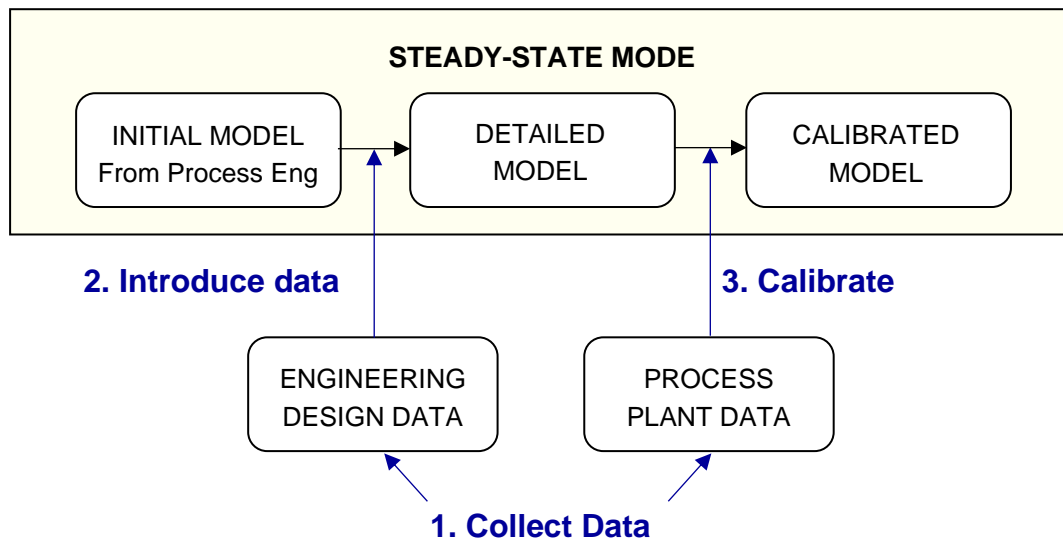 STEADY-STATE MODE
INITIAL MODEL
From Process Eng
DETAILED
MODEL
CALIBRATED
MODEL
2. Introduce data
3. Calibrate
ENGINEERING
DESIGN DATA
PROCESS
PLANT DATA
1. Collect Data